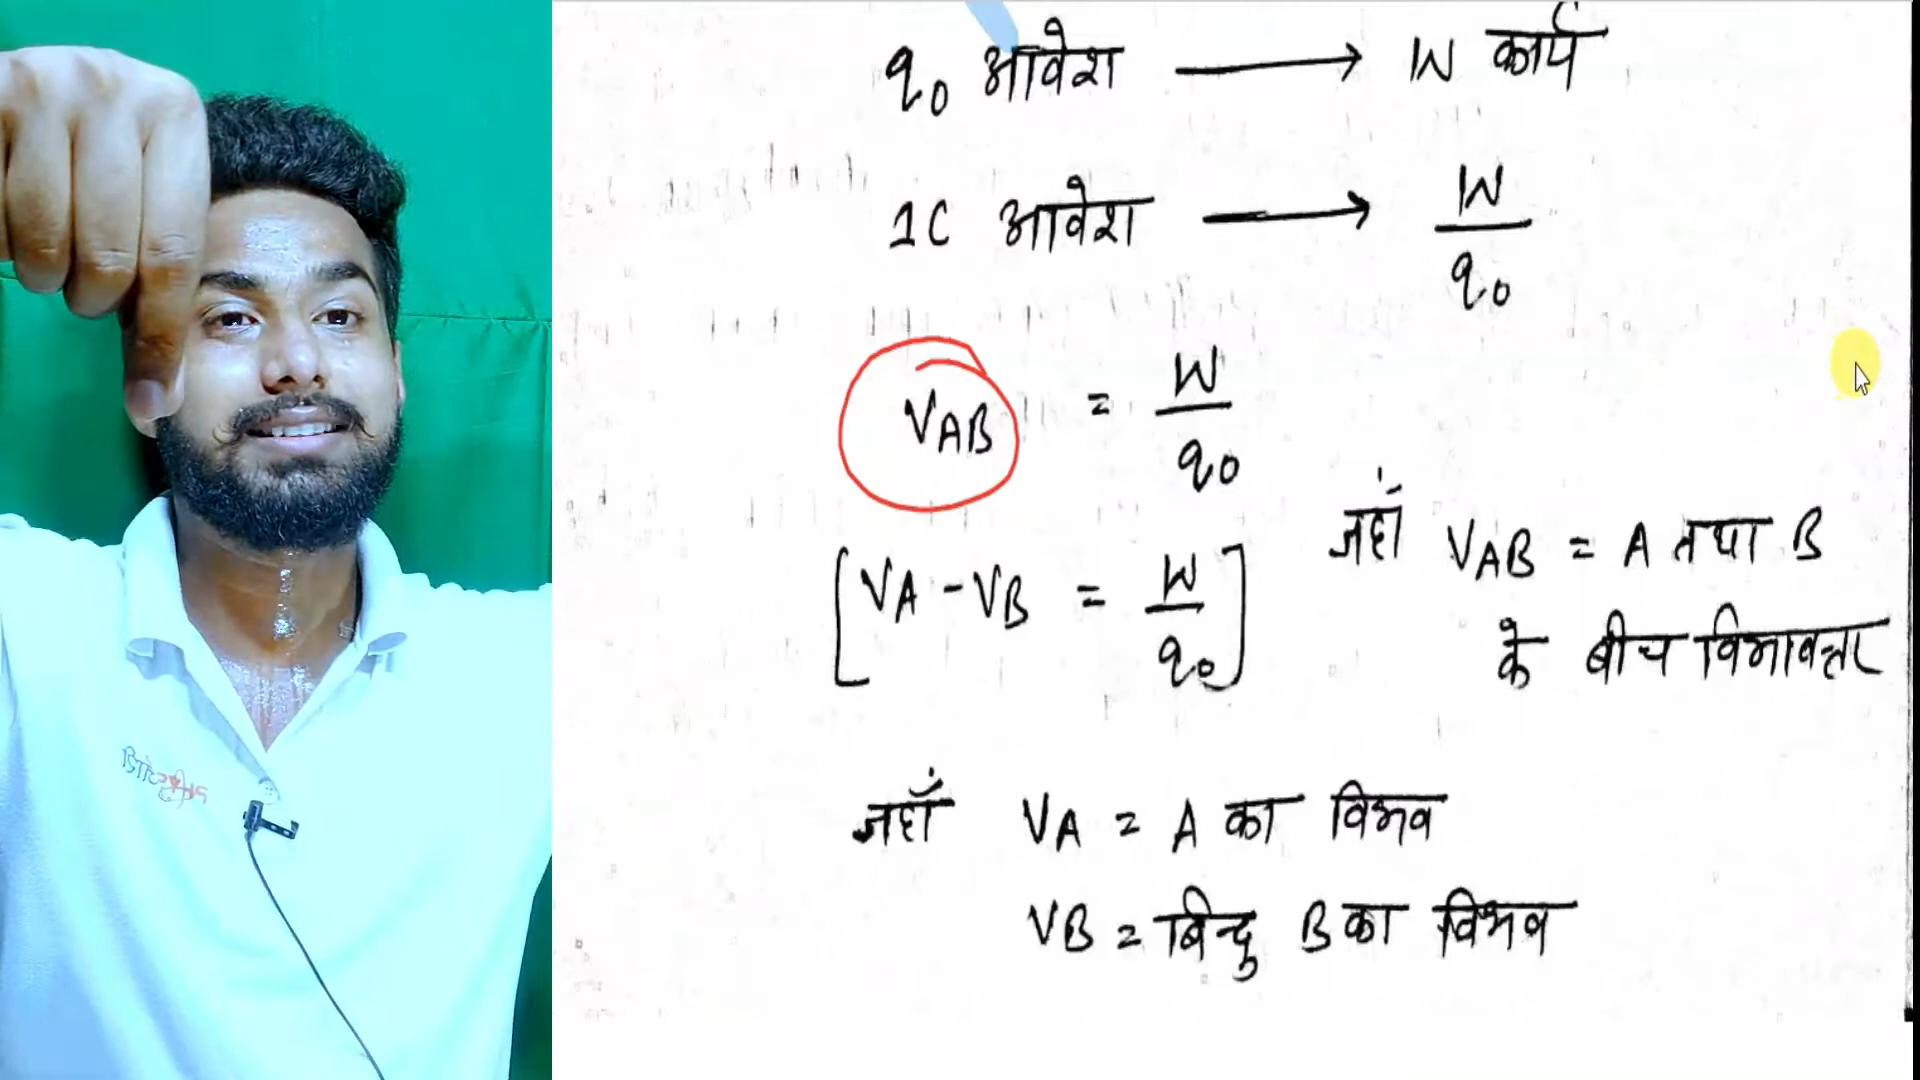 q₀ आवेश ⟶ W कार्य
1C आवेश ⟶ W/q₀
VAB = W/q₀
[VA - VB = W/q₀]
जहाँ VAB = A तथा B
के बीच विभावन्तर
जहाँ VA = A का विभव
VB = बिन्दु B का विभव